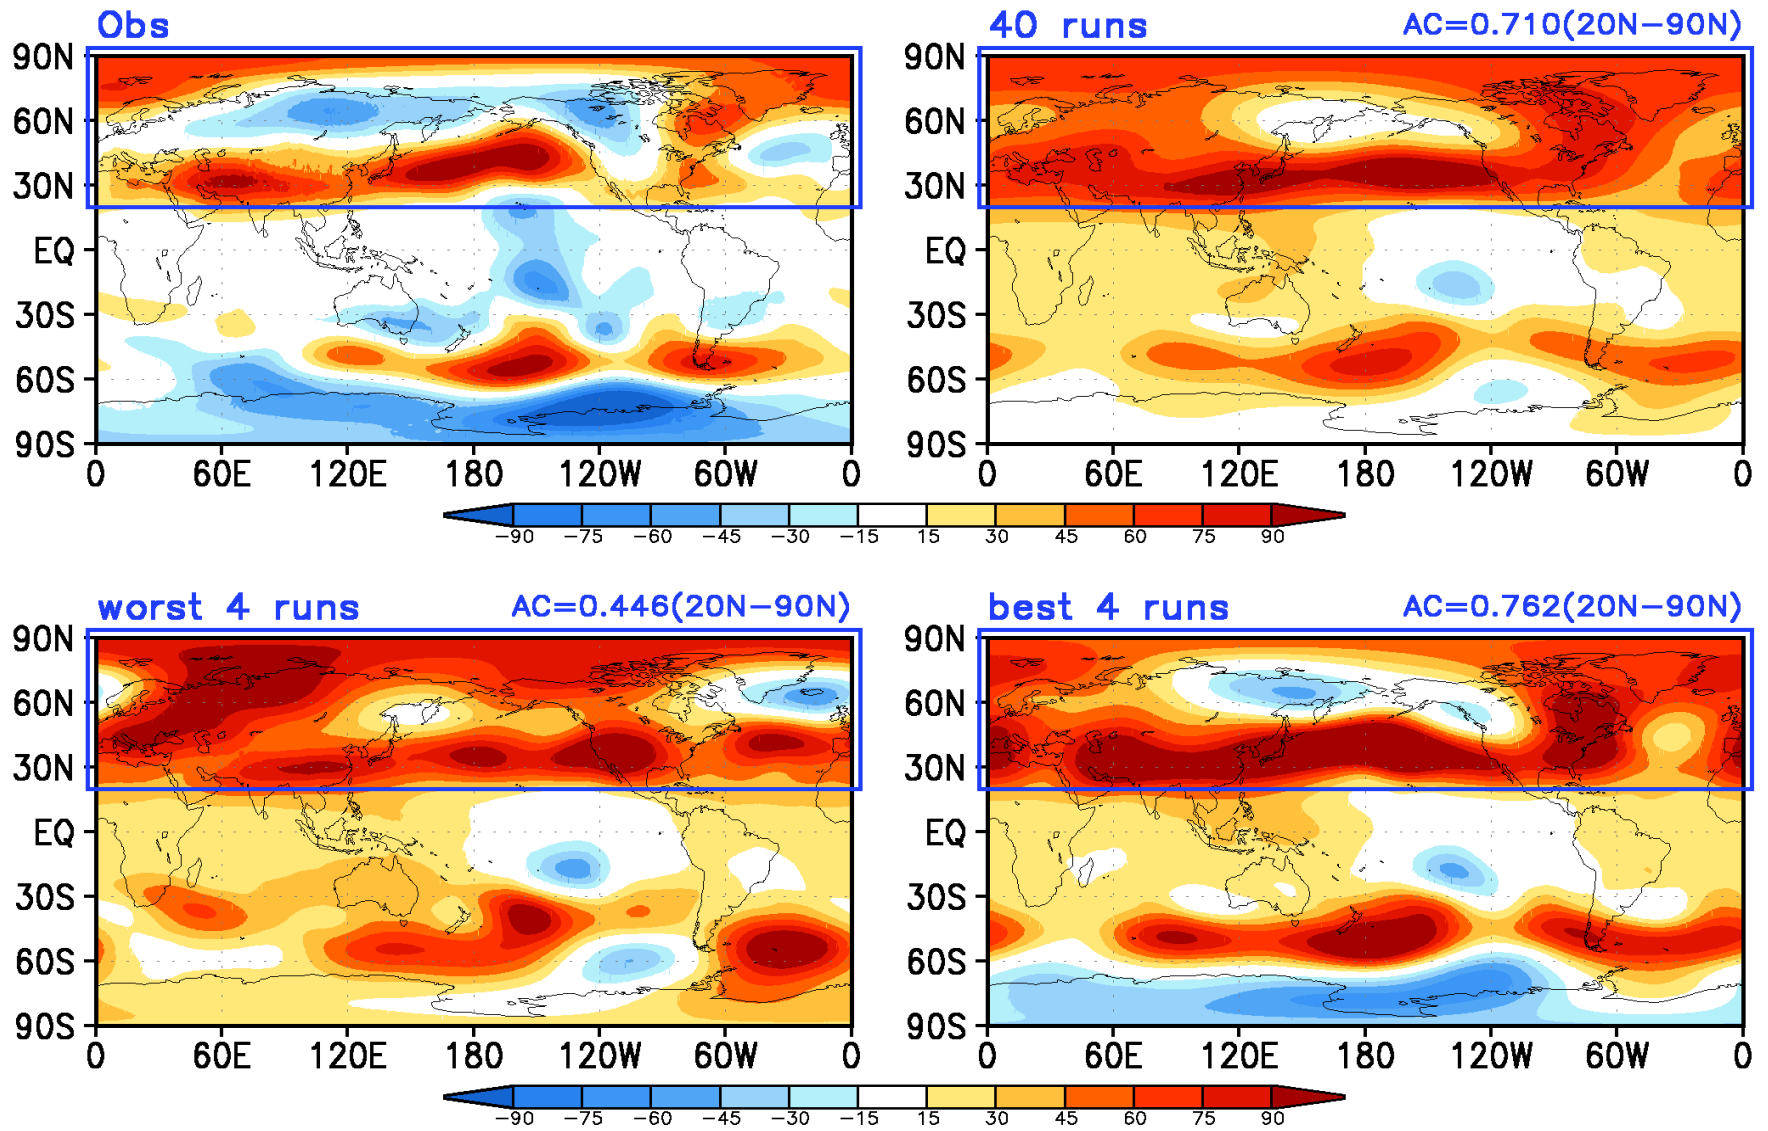 Obs
40 runs AC=0.710(20N−90N)
90N 90N
60N 60N
30N 30N
EQ EQ
30S 30S
60S 60S
90S 90S
0 60E 120E 180 120W 60W 0 0 60E 120E 180 120W 60W 0
−90 −75 −60 −45 −30 −15 15 30 45 60 75 90
worst 4 runs AC=0.446(20N−90N)
best 4 runs AC=0.762(20N−90N)
90N 90N
60N 60N
30N 30N
EQ EQ
30S 30S
60S 60S
90S 90S
0 60E 120E 180 120W 60W 0 0 60E 120E 180 120W 60W 0
−90 −75 −60 −45 −30 −15 15 30 45 60 75 90